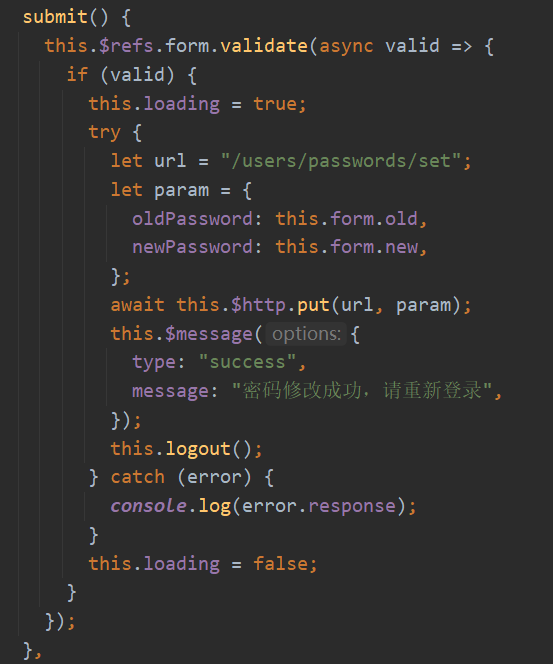 submit() {
this.$refs.form.validate(async valid => {
if (valid) {
this.loading = true;
try {
let url = "/users/passwords/set";
let param = {
oldPassword: this.form.old,
newPassword: this.form.new,
};
await this.$http.put(url, param);
this.$message( options: {
type: "success",
message: "密码修改成功，请重新登录",
});
this.logout();
} catch (error) {
console.log(error.response);
}
this.loading = false;
}
});
},